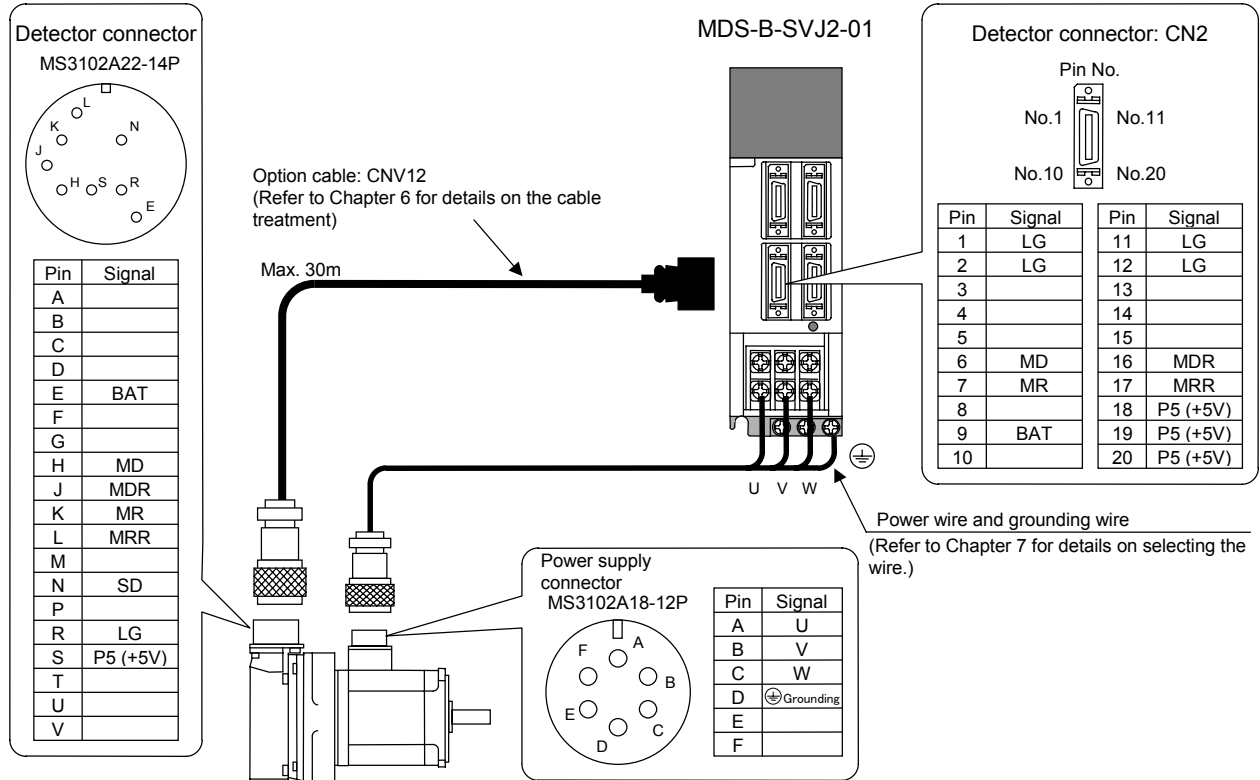 MDS-B-SVJ2-01
Detector connector
MS3102A22-14P
L
K
N
J
H
S
R
E
Pin Signal
A
B
C
D
E BAT
F
G
H MD
J MDR
K MR
L MRR
M
N SD
P
R LG
S P5 (+5V)
T
U
V
Option cable: CNV12
(Refer to Chapter 6 for details on the cable
treatment)
Max. 30m
U V W
Detector connector: CN2
Pin No.
No.1 No.11
No.10 No.20
Pin Signal Pin Signal
1 LG 11 LG
2 LG 12 LG
3 13
4 14
5 15
6 MD 16 MDR
7 MR 17 MRR
8 18 P5 (+5V)
9 BAT 19 P5 (+5V)
10 20 P5 (+5V)
Power wire and grounding wire
(Refer to Chapter 7 for details on selecting the
wire.)
Power supply
connector
MS3102A18-12P
F A
B
E
C
D
Pin Signal
A U
B V
C W
D Grounding
E
F